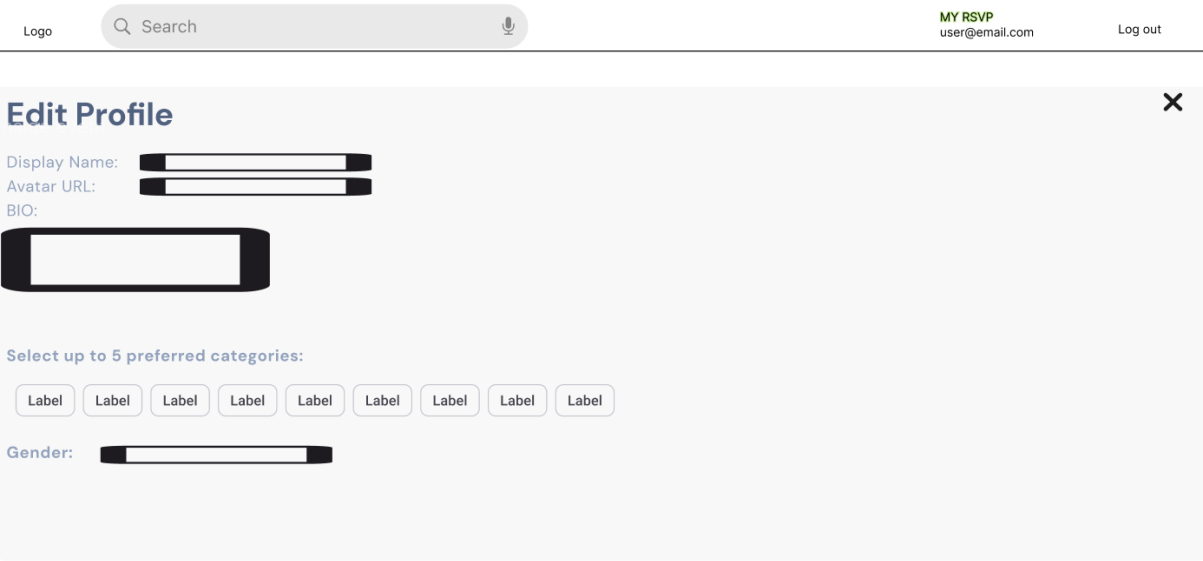 Logo
Search
MY RSVP
user@email.com
Log out
Edit Profile
Display Name:
Avatar URL:
BIO:
Select up to 5 preferred categories:
Label Label Label Label Label Label Label Label Label
Gender: